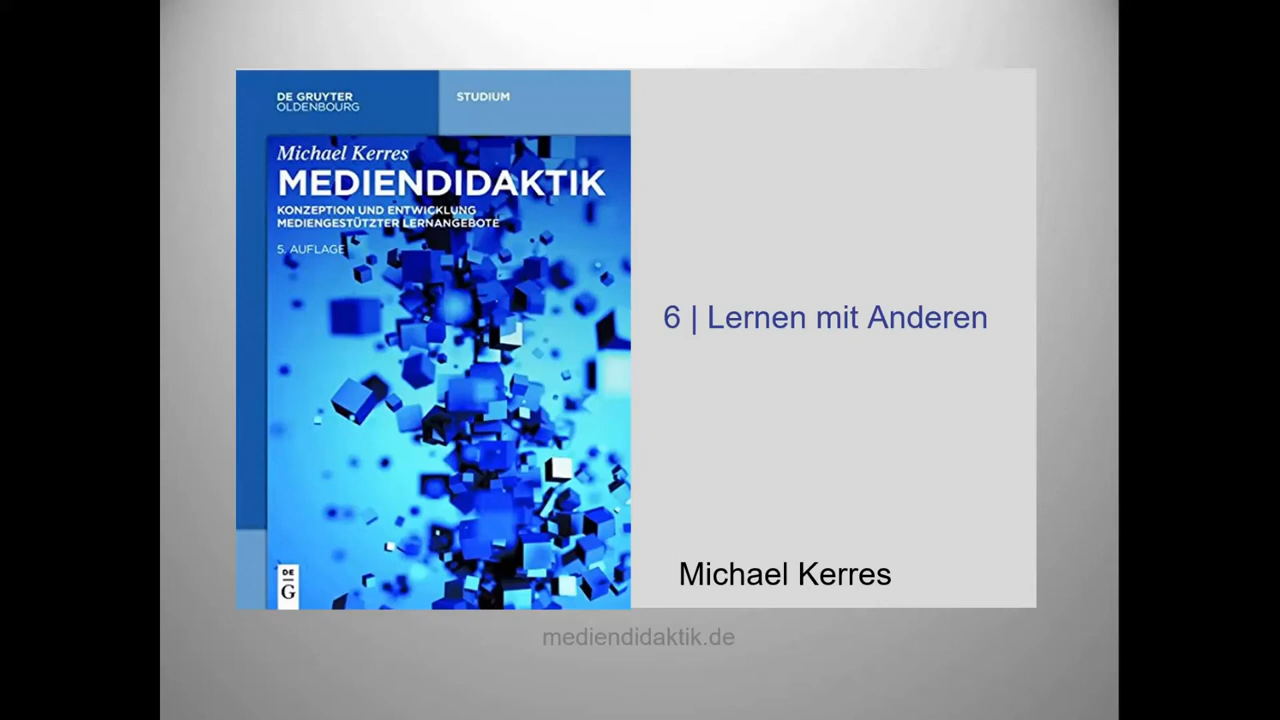 DE GRUYTER
OLDENBOURG
STUDIUM
Michael Kerres
MEDIENDIDAKTIK
KONZEPTION UND ENTWICKLUNG
MEDIENGESTÜTZTER LERNANGEBOTE
5. AUFLAGE
6 | Lernen mit Anderen
DE
G
Michael Kerres
mediendidaktik.de